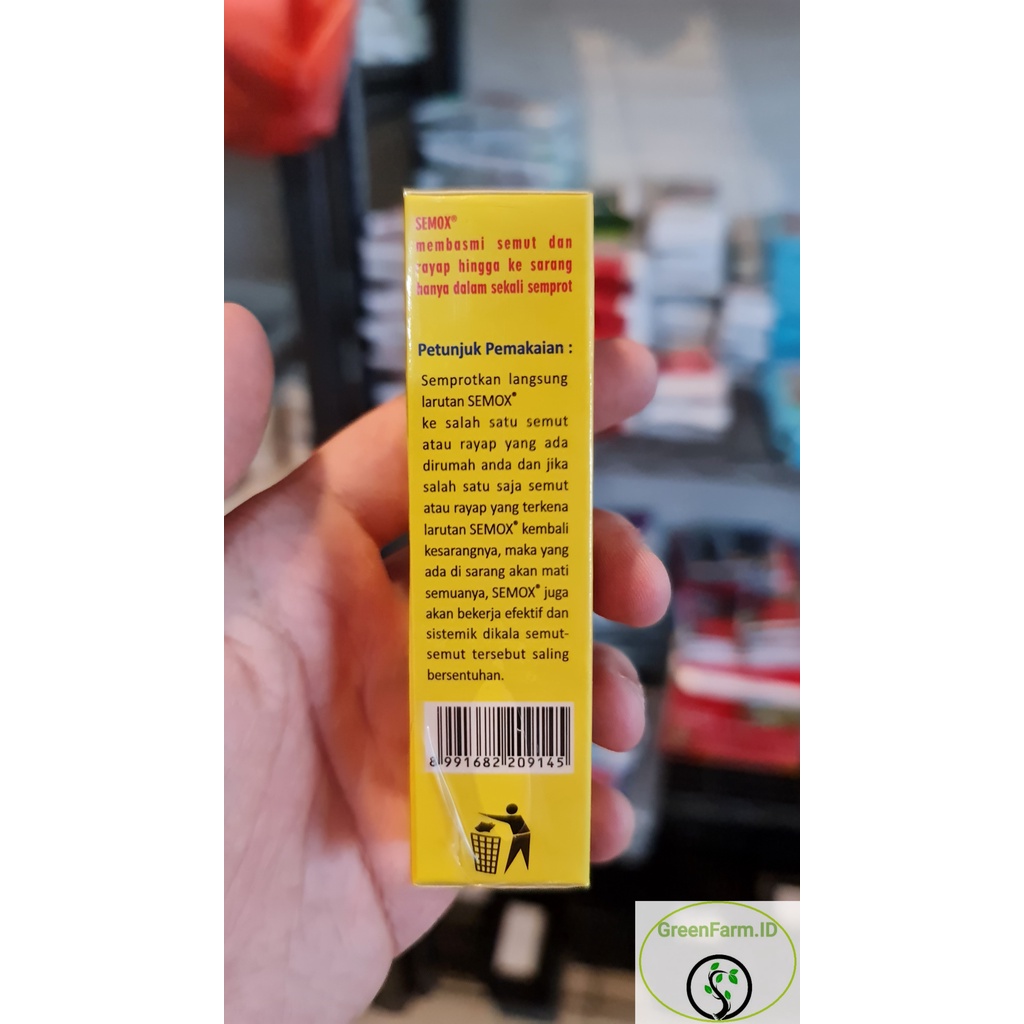 SEMOX®
membasmi semut dan
rayap hingga ke sarang
hanya dalam sekali semprot
Petunjuk Pemakaian :
Semprotkan langsung
larutan SEMOX®
ke salah satu semut
atau rayap yang ada
dirumah anda dan jika
salah satu saja semut
atau rayap yang terkena
larutan SEMOX® kembali
kesarangnya, maka yang
ada di sarang akan mati
semuanya, SEMOX® juga
akan bekerja efektif dan
sistemik dikala semut-
semut tersebut saling
bersentuhan.
8 991682 209145
GreenFarm.ID